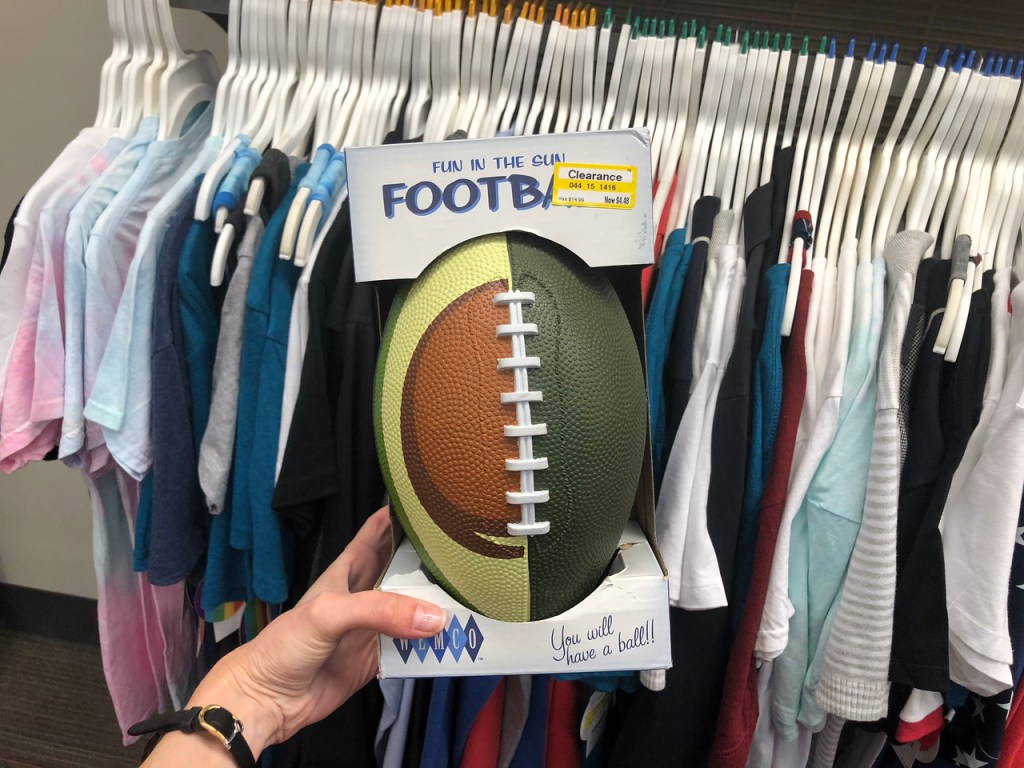 FUN IN THE SUN
FOOTBA
Clearance
044 15 1416
Was $14.99 Now $4.48
WEMCO
You will
have a ball!!